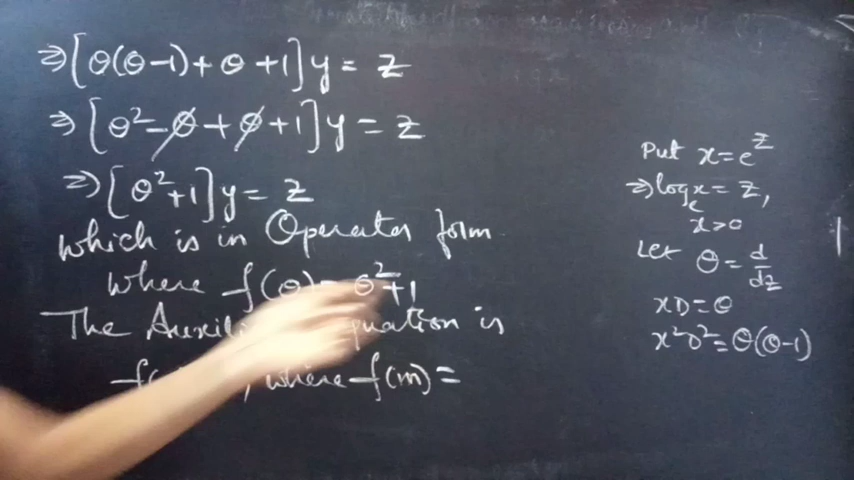 ⇒[θ(θ-1)+θ+1]y = z
⇒[θ²-θ+θ+1]y = z
⇒[θ²+1]y = z
which is in Operator form
where f(θ) = θ²+1
The Auxili quation is
f( , where f(m) =
Put x = e^z
⇒ logₑx = z,
x>0
Let θ = d/dz
xD = θ
x²D² = θ(θ-1)